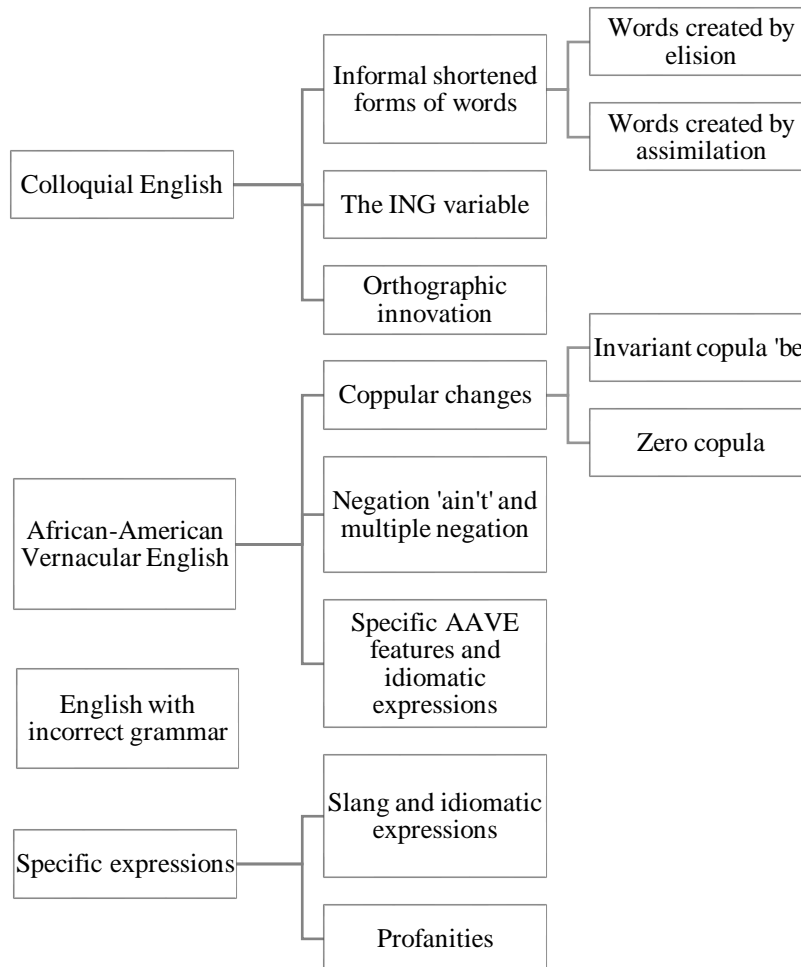 Words created by
elision
Informal shortened
forms of words
Words created by
assimilation
Colloquial English
The ING variable
Orthographic
innovation
Invariant copula 'be
Coppular changes
Zero copula
Negation 'ain't' and
multiple negation
African-American
Vernacular English
Specific AAVE
features and
idiomatic
expressions
English with
incorrect grammar
Slang and idiomatic
expressions
Specific expressions
Profanities